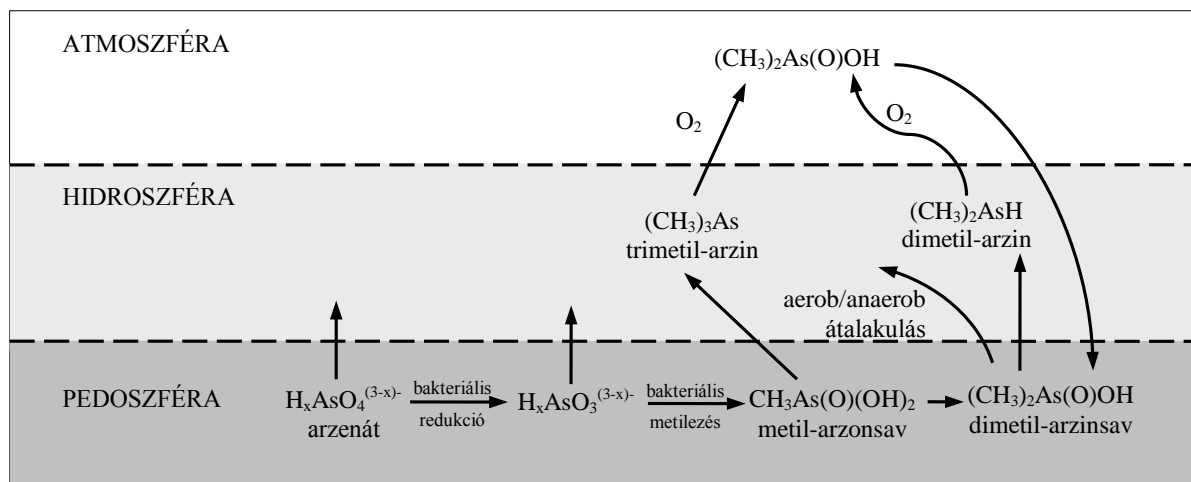 ATMOSZFÉRA
(CH₃)₂As(O)OH
O₂
O₂
HIDROSZFÉRA
(CH₃)₃As
trimetil-arzin
(CH₃)₂AsH
dimetil-arzin
aerob/anaerob
átalakulás
PEDOSZFÉRA
HₓAsO₄⁽³⁻ˣ⁾⁻
arzenát
bakteriális
redukció
HₓAsO₃⁽³⁻ˣ⁾⁻
bakteriális
metilezés
CH₃As(O)(OH)₂
metil-arzonsav
(CH₃)₂As(O)OH
dimetil-arzinsav